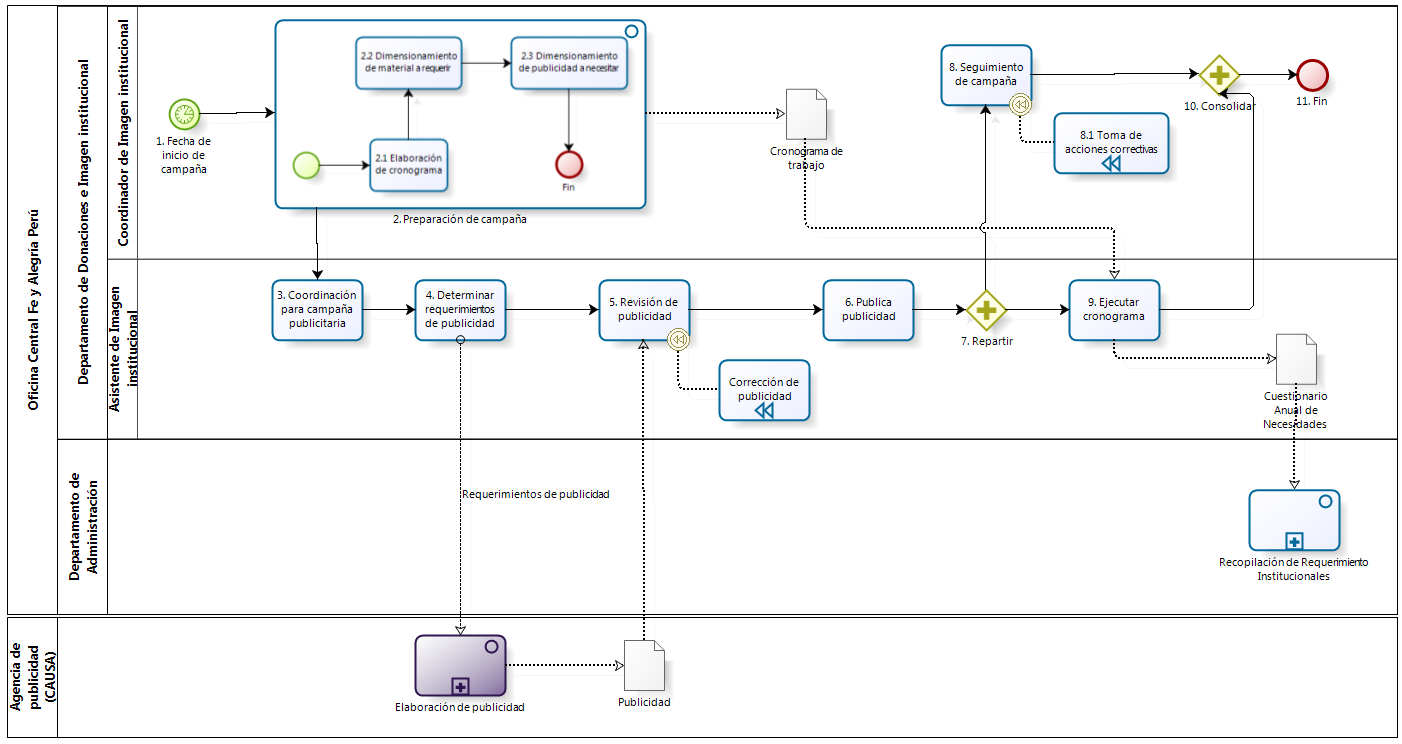 Oficina Central Fe y Alegría Perú
Departamento de Donaciones e Imagen institucional
Coordinador de Imagen institucional
1. Fecha de
inicio de
campaña
2.2 Dimensionamiento
de material a requerir
2.3 Dimensionamiento
de publicidad a necesitar
2.1 Elaboración
de cronograma
Fin
2. Preparación de campaña
Cronograma de
trabajo
8. Seguimiento
de campaña
8.1 Toma de
acciones correctivas
10. Consolidar
11. Fin
Asistente de Imagen
institucional
3. Coordinación
para campaña
publicitaria
4. Determinar
requerimientos
de publicidad
5. Revisión de
publicidad
Corrección de
publicidad
6. Publica
publicidad
7. Repartir
9. Ejecutar
cronograma
Cuestionario
Anual de
Necesidades
Departamento de
Administración
Requerimientos de publicidad
Recopilación de Requerimiento
Institucionales
Agencia de
publicidad
(CAUSA)
Elaboración de publicidad
Publicidad